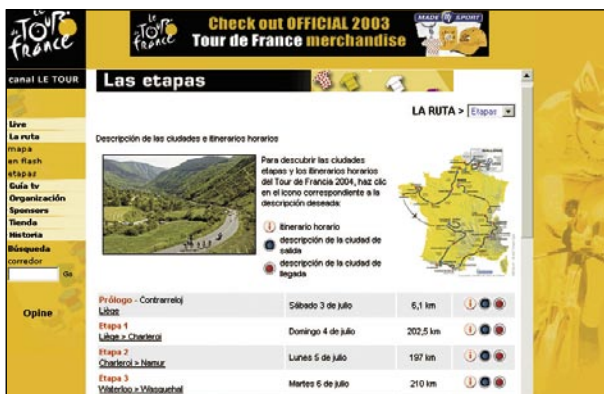 le TOUR de france
le TOUR de france
Check out OFFICIAL 2003
Tour de France merchandise
MADE IN SPORT
canal LE TOUR
Las etapas
LA RUTA > Etapas
Live
La ruta
mapa
en flash
etapas
Guía tv
Organización
Sponsors
Tienda
Historia
Búsqueda
corredor
Go
Opine
Descripción de las ciudades e itinerarios horarios
Para descubrir las ciudades
etapas y los itinerarios horarios
del Tour de Francia 2004, haz clic
en el icono correspondiente a la
descripción deseada:
itinerario horario
descripción de la ciudad de
salida
descripción de la ciudad de
llegada
Prólogo - Contrarreloj
Liège
Sábado 3 de julio
6,1 km
Etapa 1
Liège > Charleroi
Domingo 4 de julio
202,5 km
Etapa 2
Charleroi > Namur
Lunes 5 de julio
197 km
Etapa 3
Waterloo > Wasquehal
Martes 6 de julio
210 km